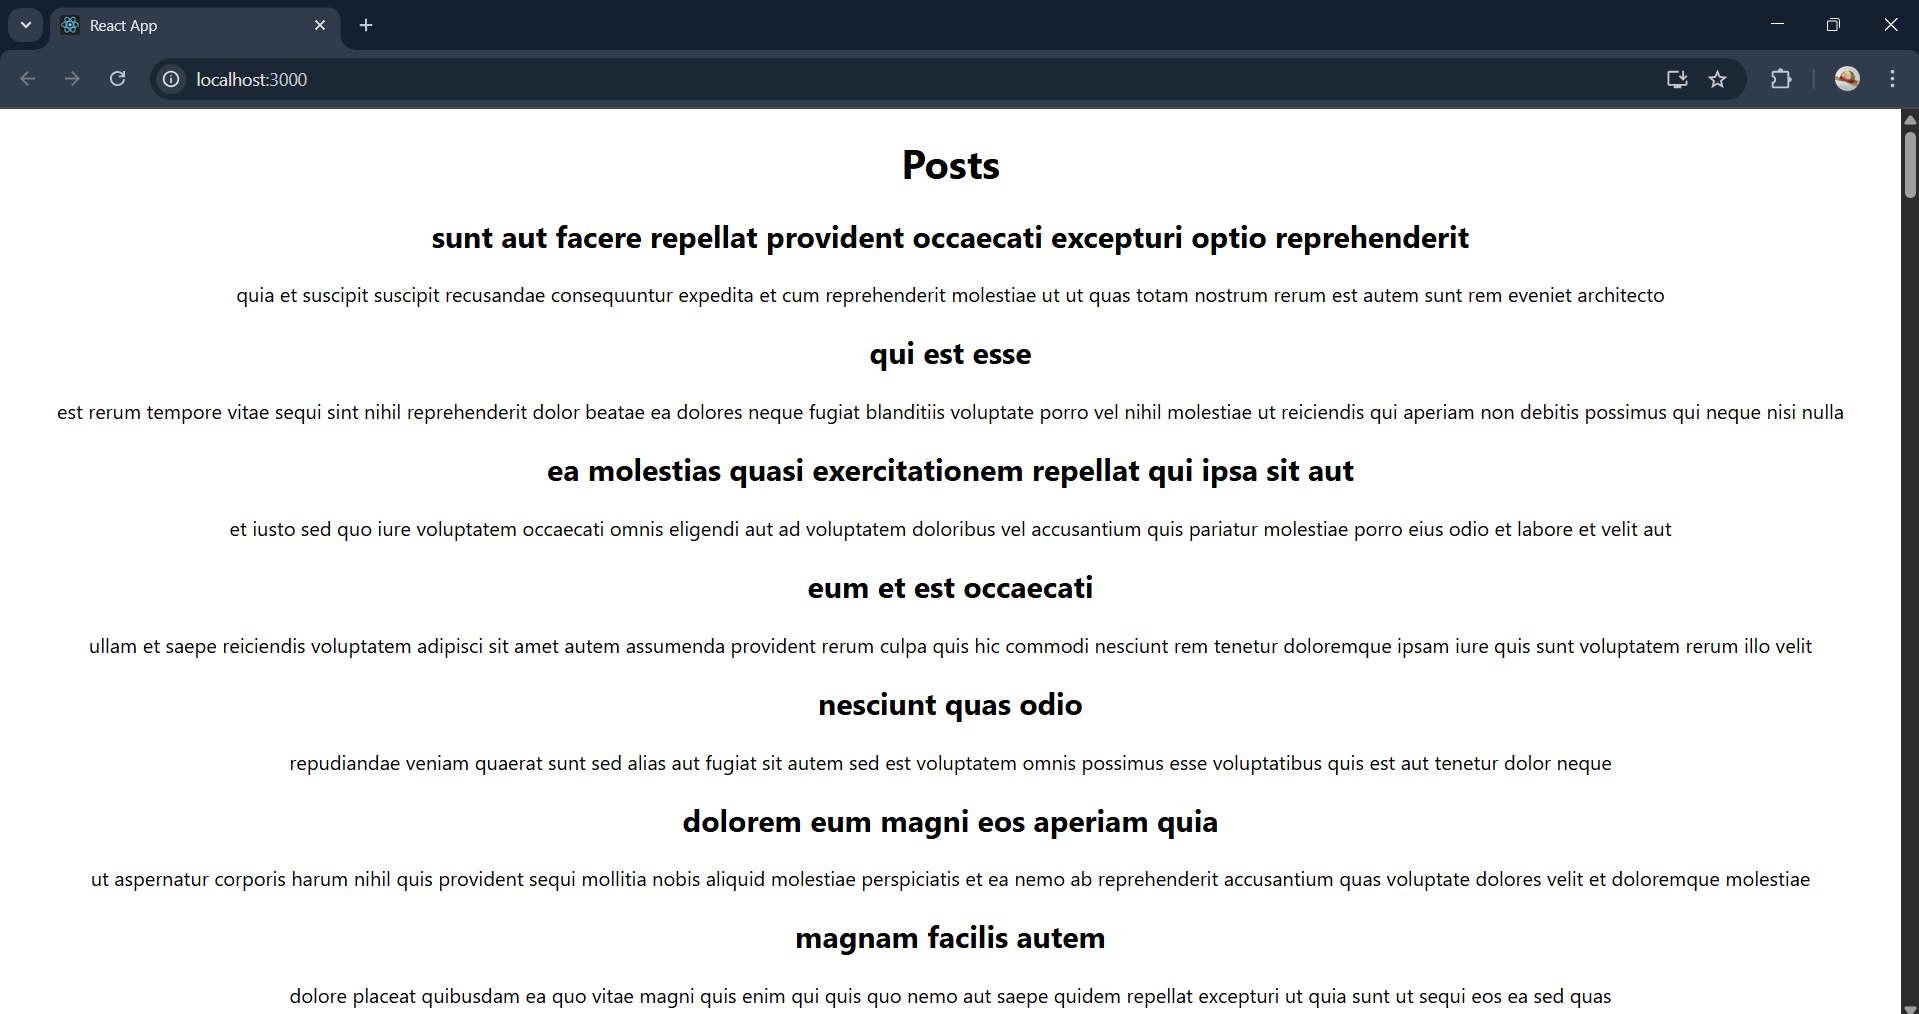 React App
localhost:3000
Posts
sunt aut facere repellat provident occaecati excepturi optio reprehenderit
quia et suscipit suscipit recusandae consequuntur expedita et cum reprehenderit molestiae ut ut quas totam nostrum rerum est autem sunt rem eveniet architecto
qui est esse
est rerum tempore vitae sequi sint nihil reprehenderit dolor beatae ea dolores neque fugiat blanditiis voluptate porro vel nihil molestiae ut reiciendis qui aperiam non debitis possimus qui neque nisi nulla
ea molestias quasi exercitationem repellat qui ipsa sit aut
et iusto sed quo iure voluptatem occaecati omnis eligendi aut ad voluptatem doloribus vel accusantium quis pariatur molestiae porro eius odio et labore et velit aut
eum et est occaecati
ullam et saepe reiciendis voluptatem adipisci sit amet autem assumenda provident rerum culpa quis hic commodi nesciunt rem tenetur doloremque ipsam iure quis sunt voluptatem rerum illo velit
nesciunt quas odio
repudiandae veniam quaerat sunt sed alias aut fugiat sit autem sed est voluptatem omnis possimus esse voluptatibus quis est aut tenetur dolor neque
dolorem eum magni eos aperiam quia
ut aspernatur corporis harum nihil quis provident sequi mollitia nobis aliquid molestiae perspiciatis et ea nemo ab reprehenderit accusantium quas voluptate dolores velit et doloremque molestiae
magnam facilis autem
dolore placeat quibusdam ea quo vitae magni quis enim qui quis quo nemo aut saepe quidem repellat excepturi ut quia sunt ut sequi eos ea sed quas